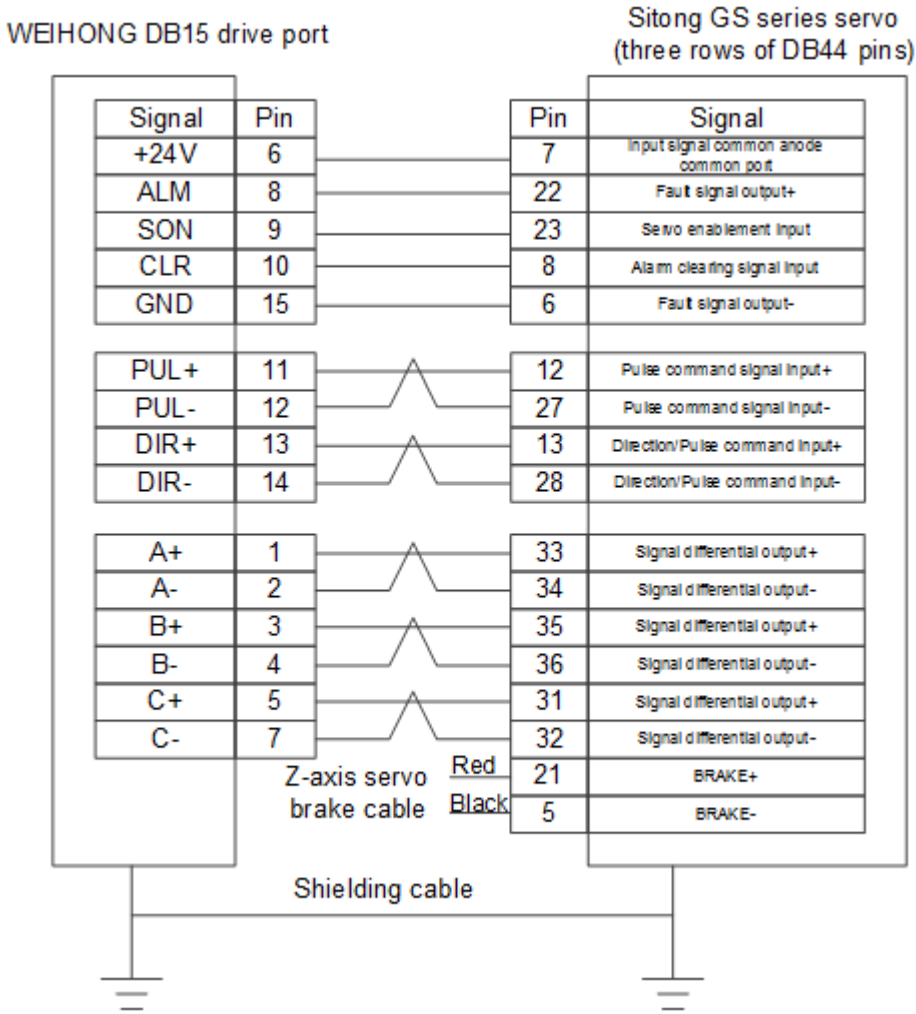 WEIHONG DB15 drive port
Sitong GS series servo
(three rows of DB44 pins)
Signal Pin Pin Signal
+24V 6 7 Input signal common anode
common port
ALM 8 22 Fault signal output+
SON 9 23 Servo enablement input
CLR 10 8 Alarm clearing signal input
GND 15 6 Fault signal output-
PUL+ 11 12 Pulse command signal input+
PUL- 12 27 Pulse command signal input-
DIR+ 13 13 Direction/Pulse command input+
DIR- 14 28 Direction/Pulse command input-
A+ 1 33 Signal differential output+
A- 2 34 Signal differential output-
B+ 3 35 Signal differential output+
B- 4 36 Signal differential output-
C+ 5 31 Signal differential output+
C- 7 32 Signal differential output-
Z-axis servo Red 21 BRAKE+
brake cable Black 5 BRAKE-
Shielding cable